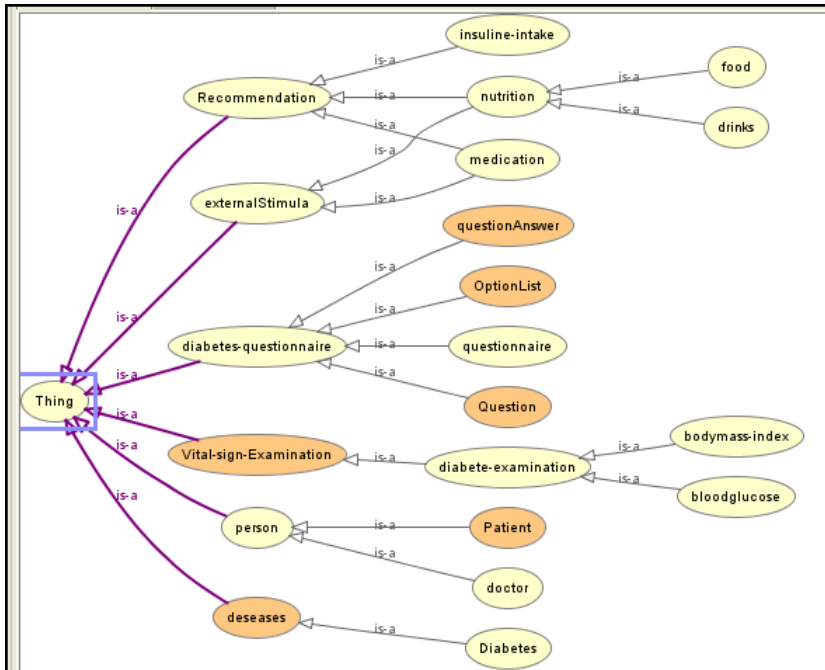 insuline-intake
is-a
food
is-a
Recommendation
is-a
nutrition
is-a
drinks
is-a
is-a
medication
is-a
externalStimula
is-a
is-a
questionAnswer
is-a
OptionList
is-a
is-a
diabetes-questionnaire
is-a
questionnaire
is-a
is-a
Thing
Question
is-a
bodymass-index
is-a
is-a
Vital-sign-Examination
is-a
diabete-examination
is-a
bloodglucose
is-a
person
is-a
Patient
is-a
doctor
deseases
is-a
Diabetes